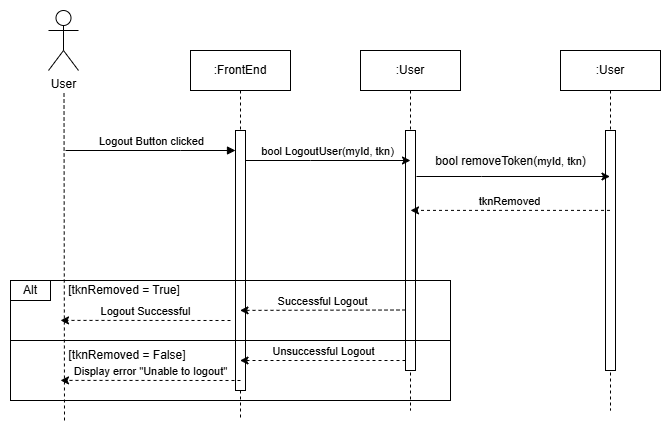 User
:FrontEnd
:User
:User
Logout Button clicked
bool LogoutUser(myId, tkn)
bool removeToken(myId, tkn)
tknRemoved
Alt
[tknRemoved = True]
Successful Logout
Logout Successful
[tknRemoved = False]
Unsuccessful Logout
Display error "Unable to logout"